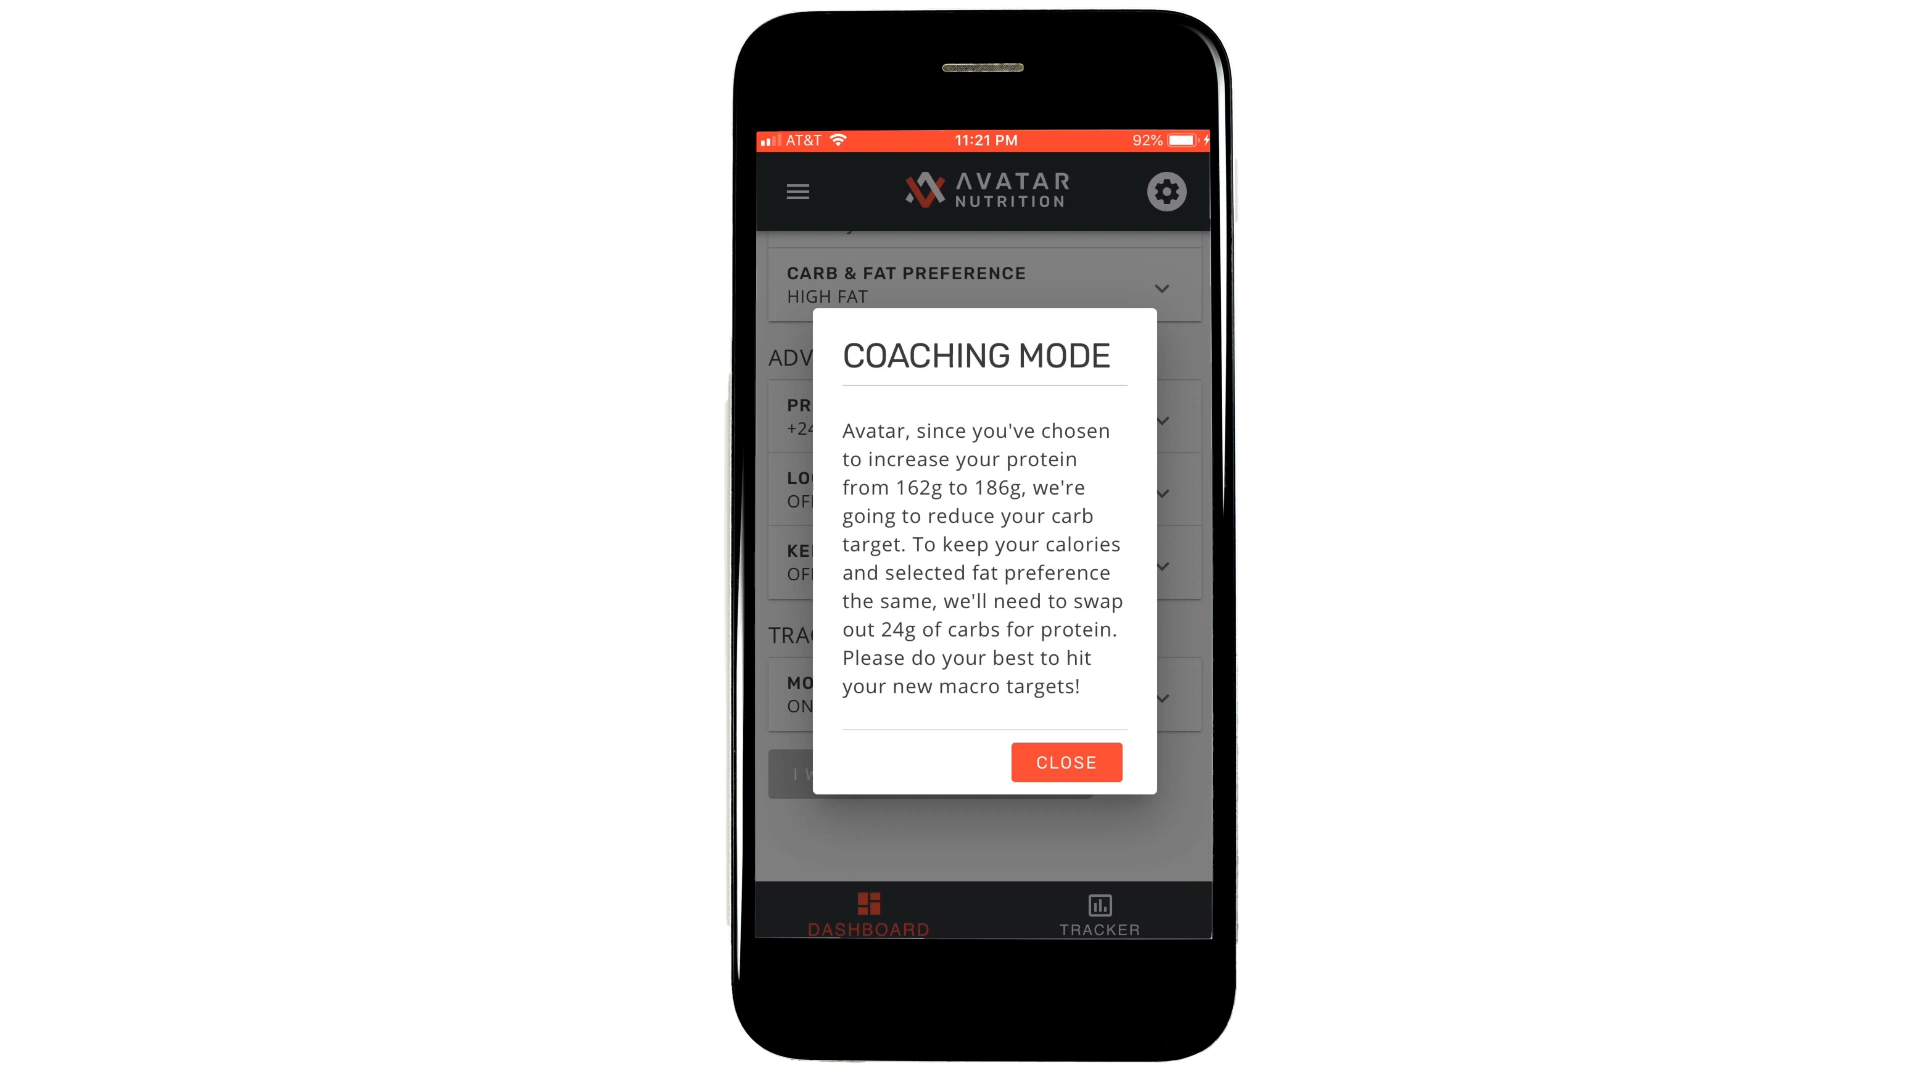 AT&T 11:21 PM 92%
AVATAR
NUTRITION
CARB & FAT PREFERENCE
HIGH FAT
COACHING MODE
Avatar, since you've chosen
to increase your protein
from 162g to 186g, we're
going to reduce your carb
target. To keep your calories
and selected fat preference
the same, we'll need to swap
out 24g of carbs for protein.
Please do your best to hit
your new macro targets!
CLOSE
DASHBOARD
TRACKER